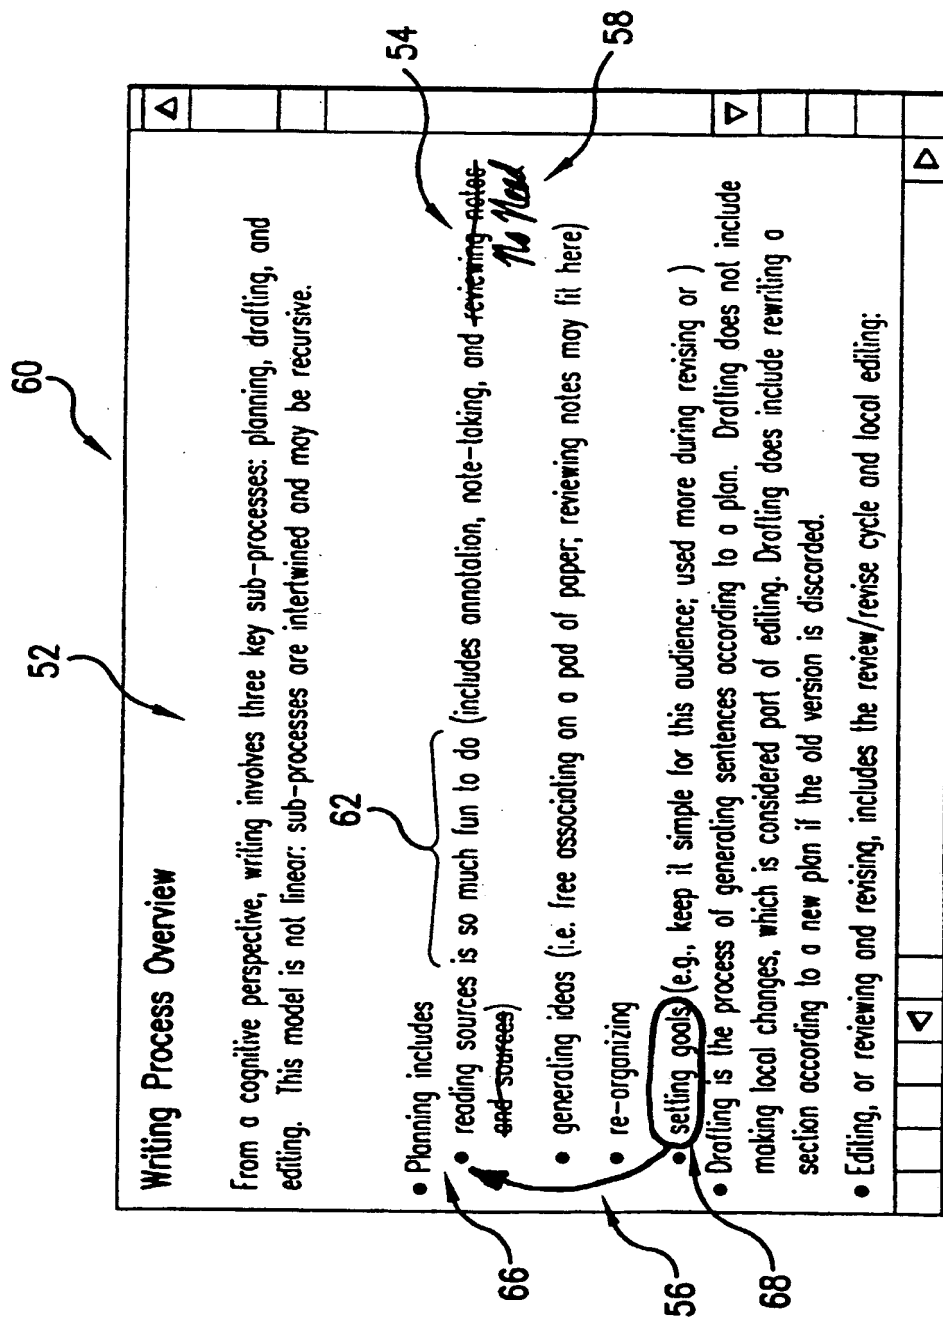 60
52
54
58
Writing Process Overview
From a cognitive perspective, writing involves three key sub-processes: planning, drafting, and
editing. This model is not linear: sub-processes are intertwined and may be recursive.
62
• Planning includes
• reading sources is so much fun to do (includes annotation, note-taking, and reviewing notes
and sources)
No Need
• generating ideas (i.e. free associating on a pad of paper; reviewing notes may fit here)
• re-organizing
• setting goals (e.g., keep it simple for this audience; used more during revising or )
• Drafting is the process of generating sentences according to a plan. Drafting does not include
making local changes, which is considered part of editing. Drafting does include rewriting a
section according to a new plan if the old version is discarded.
• Editing, or reviewing and revising, includes the review/revise cycle and local editing:
66
56
68